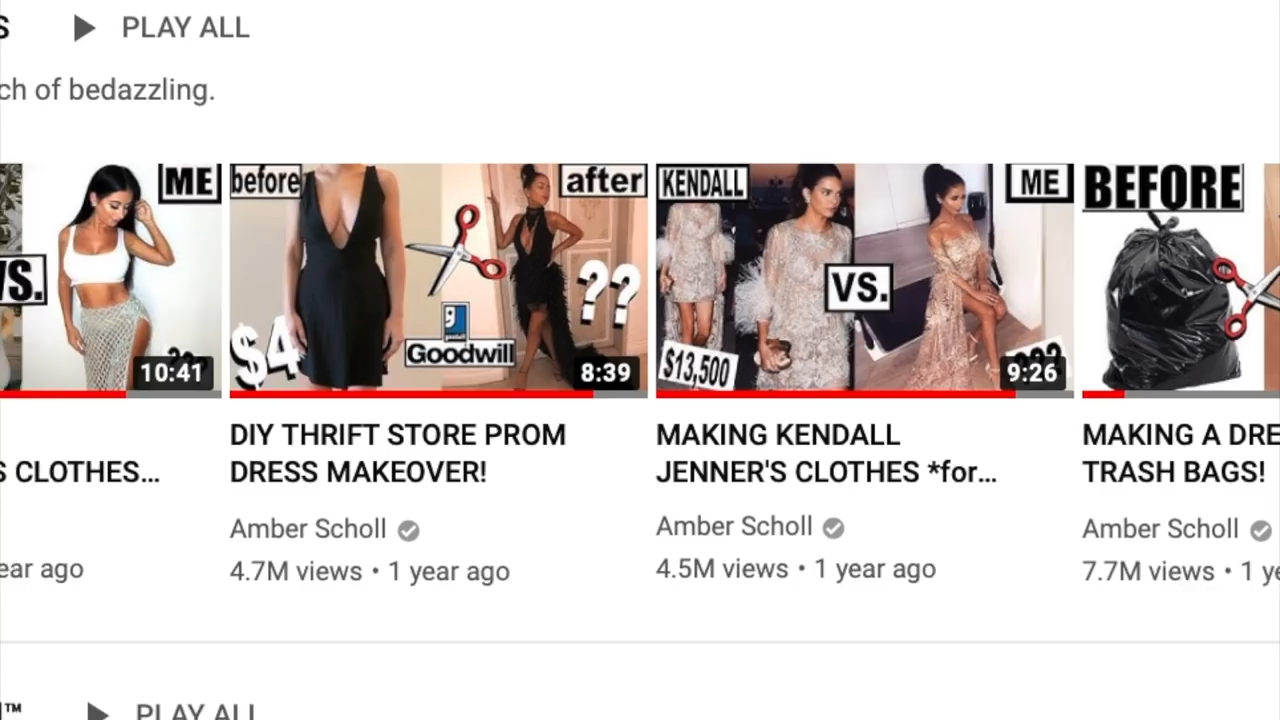 S PLAY ALL
ch of bedazzling.
ME
VS.
10:41
before
after
$4
??
g
Goodwill
8:39
KENDALL
ME
VS.
$13,500
???
9:26
BEFORE
S CLOTHES...
DIY THRIFT STORE PROM
DRESS MAKEOVER!
MAKING KENDALL
JENNER'S CLOTHES *for...
MAKING A DRE
TRASH BAGS!
Amber Scholl
Amber Scholl
Amber Scholl
ear ago
4.7M views • 1 year ago
4.5M views • 1 year ago
7.7M views • 1 ye
™ PLAY ALL